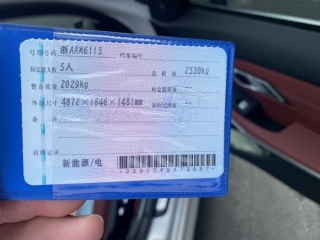 号牌号码 浙AAM6113 档案编号
核定载人数 5人 总质量 2530kg
整备质量 2029kg 核定载质量 --
外廓尺寸 4872×1846×1481mm 准牵引总质量 --
备注
检验记录
新能源/电